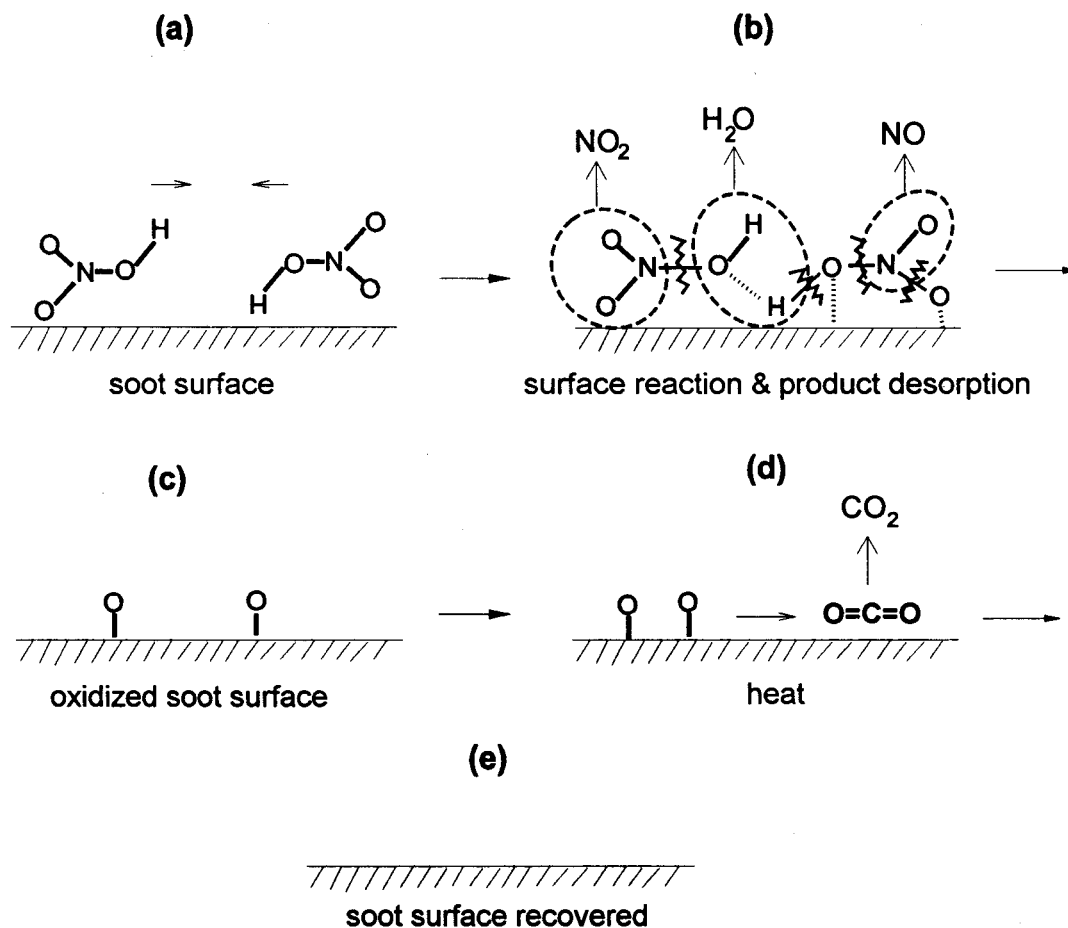 (a) (b)
NO₂ H₂O NO
H H O O
O N O O N O
O H
O N O H O N O
O H O
soot surface
surface reaction & product desorption
(c) (d)
CO₂
O O O O O=C=O
oxidized soot surface
heat
(e)
soot surface recovered